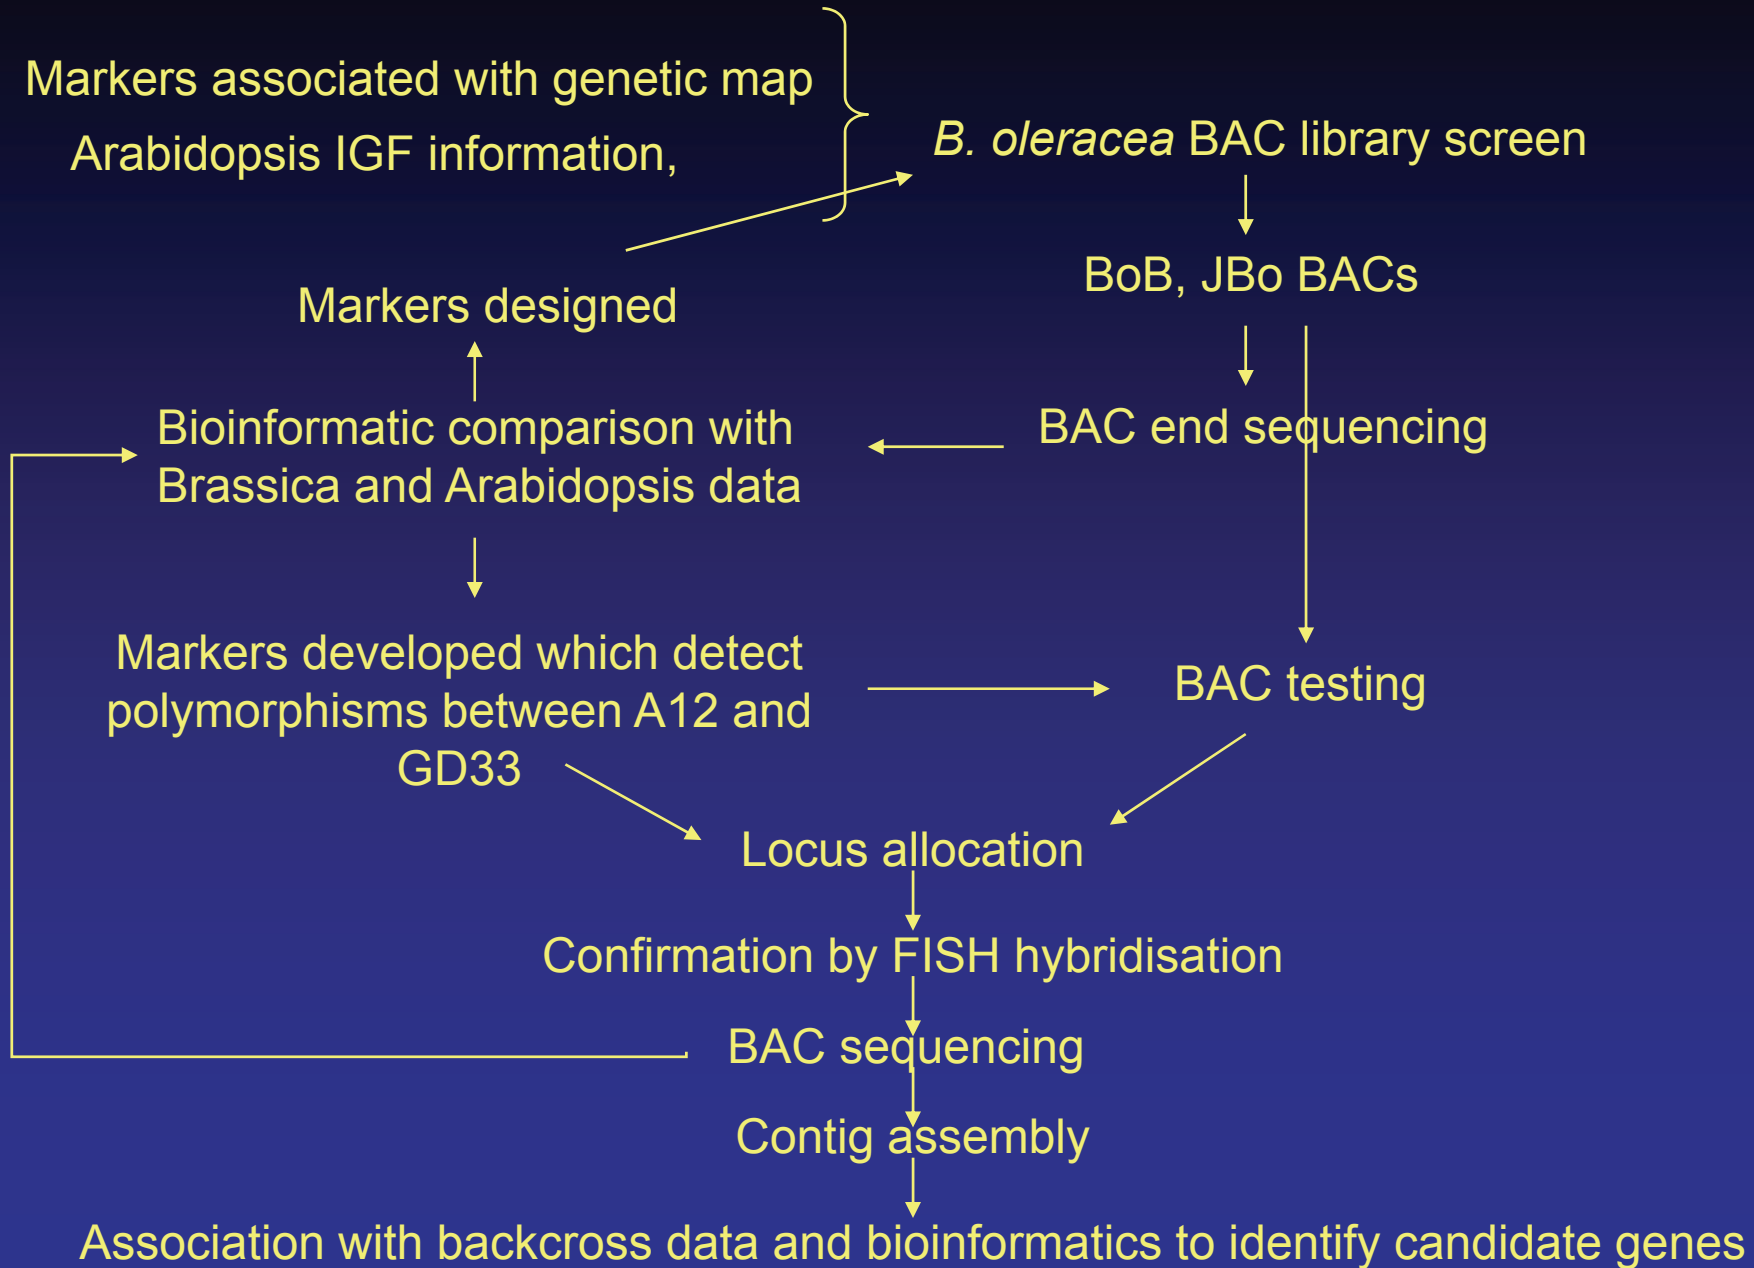 Markers associated with genetic map
Arabidopsis IGF information,
B. oleracea BAC library screen
BoB, JBo BACs
Markers designed
Bioinformatic comparison with
Brassica and Arabidopsis data
BAC end sequencing
Markers developed which detect
polymorphisms between A12 and
GD33
BAC testing
Locus allocation
Confirmation by FISH hybridisation
BAC sequencing
Contig assembly
Association with backcross data and bioinformatics to identify candidate genes